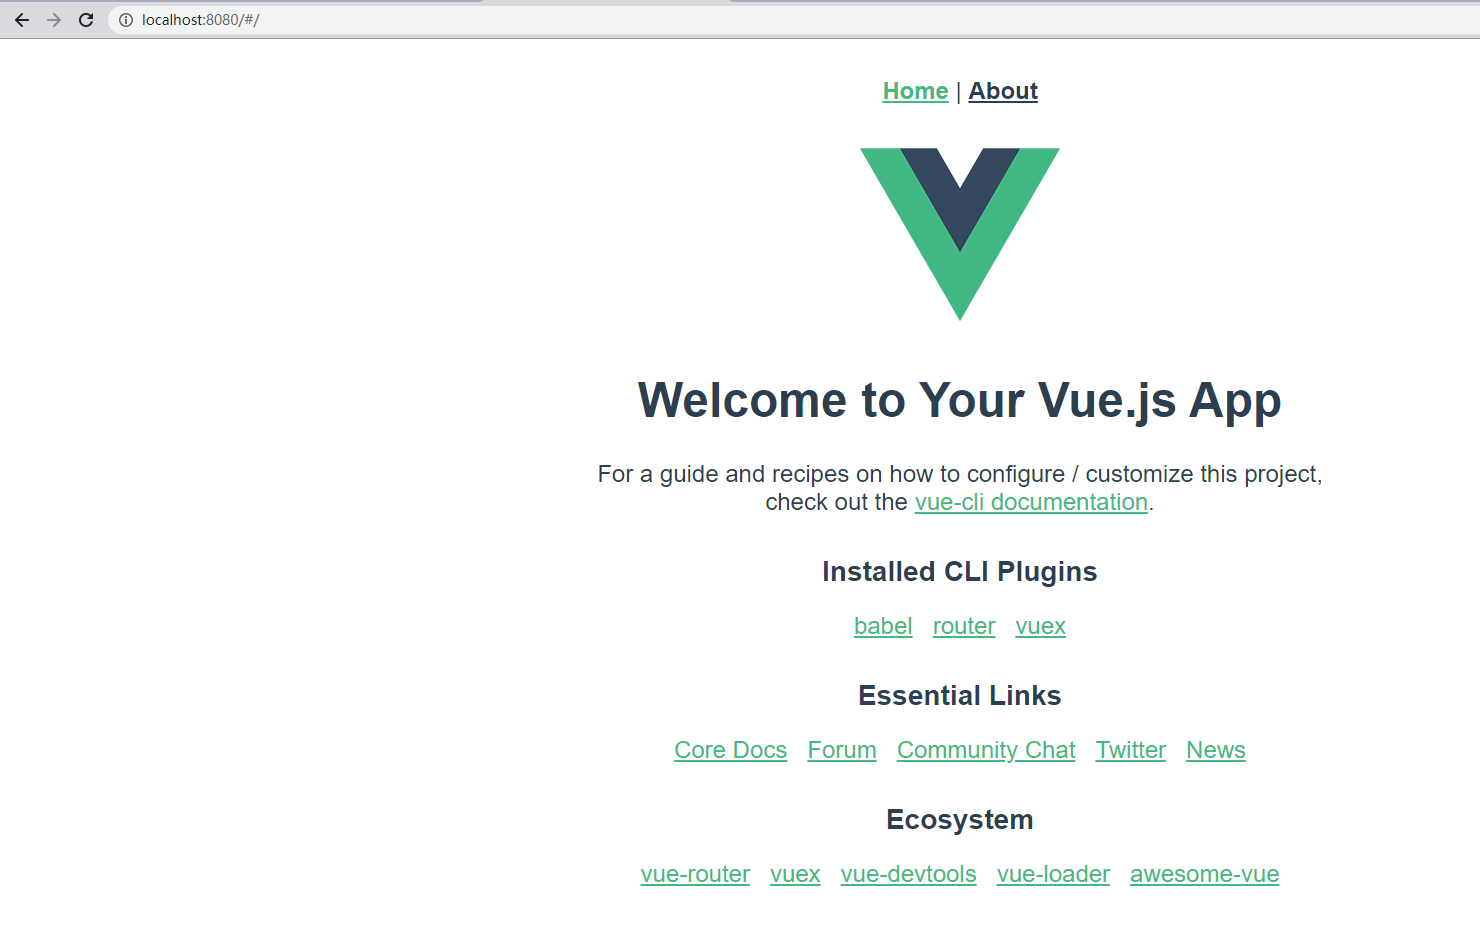 localhost:8080/#/
Home | About
Welcome to Your Vue.js App
For a guide and recipes on how to configure / customize this project,
check out the vue-cli documentation.
Installed CLI Plugins
babel router vuex
Essential Links
Core Docs Forum Community Chat Twitter News
Ecosystem
vue-router vuex vue-devtools vue-loader awesome-vue